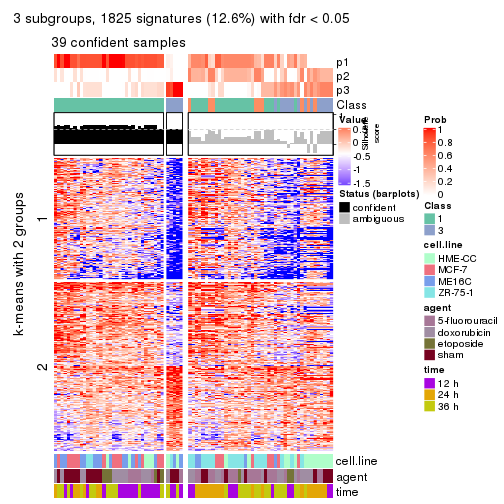 3 subgroups, 1825 signatures (12.6%) with fdr < 0.05
39 confident samples
p1
p2
p3
Class
k-means with 2 groups
1
2
Silhouette
score
Value
0.5
0
-0.5
-1
-1.5
Status (barplots)
confident
ambiguous
Prob
1
0.8
0.6
0.4
0.2
0
Class
1
3
cell.line
HME-CC
MCF-7
ME16C
ZR-75-1
agent
5-fluorouracil
doxorubicin
etoposide
sham
time
12 h
24 h
36 h
cell.line
agent
time